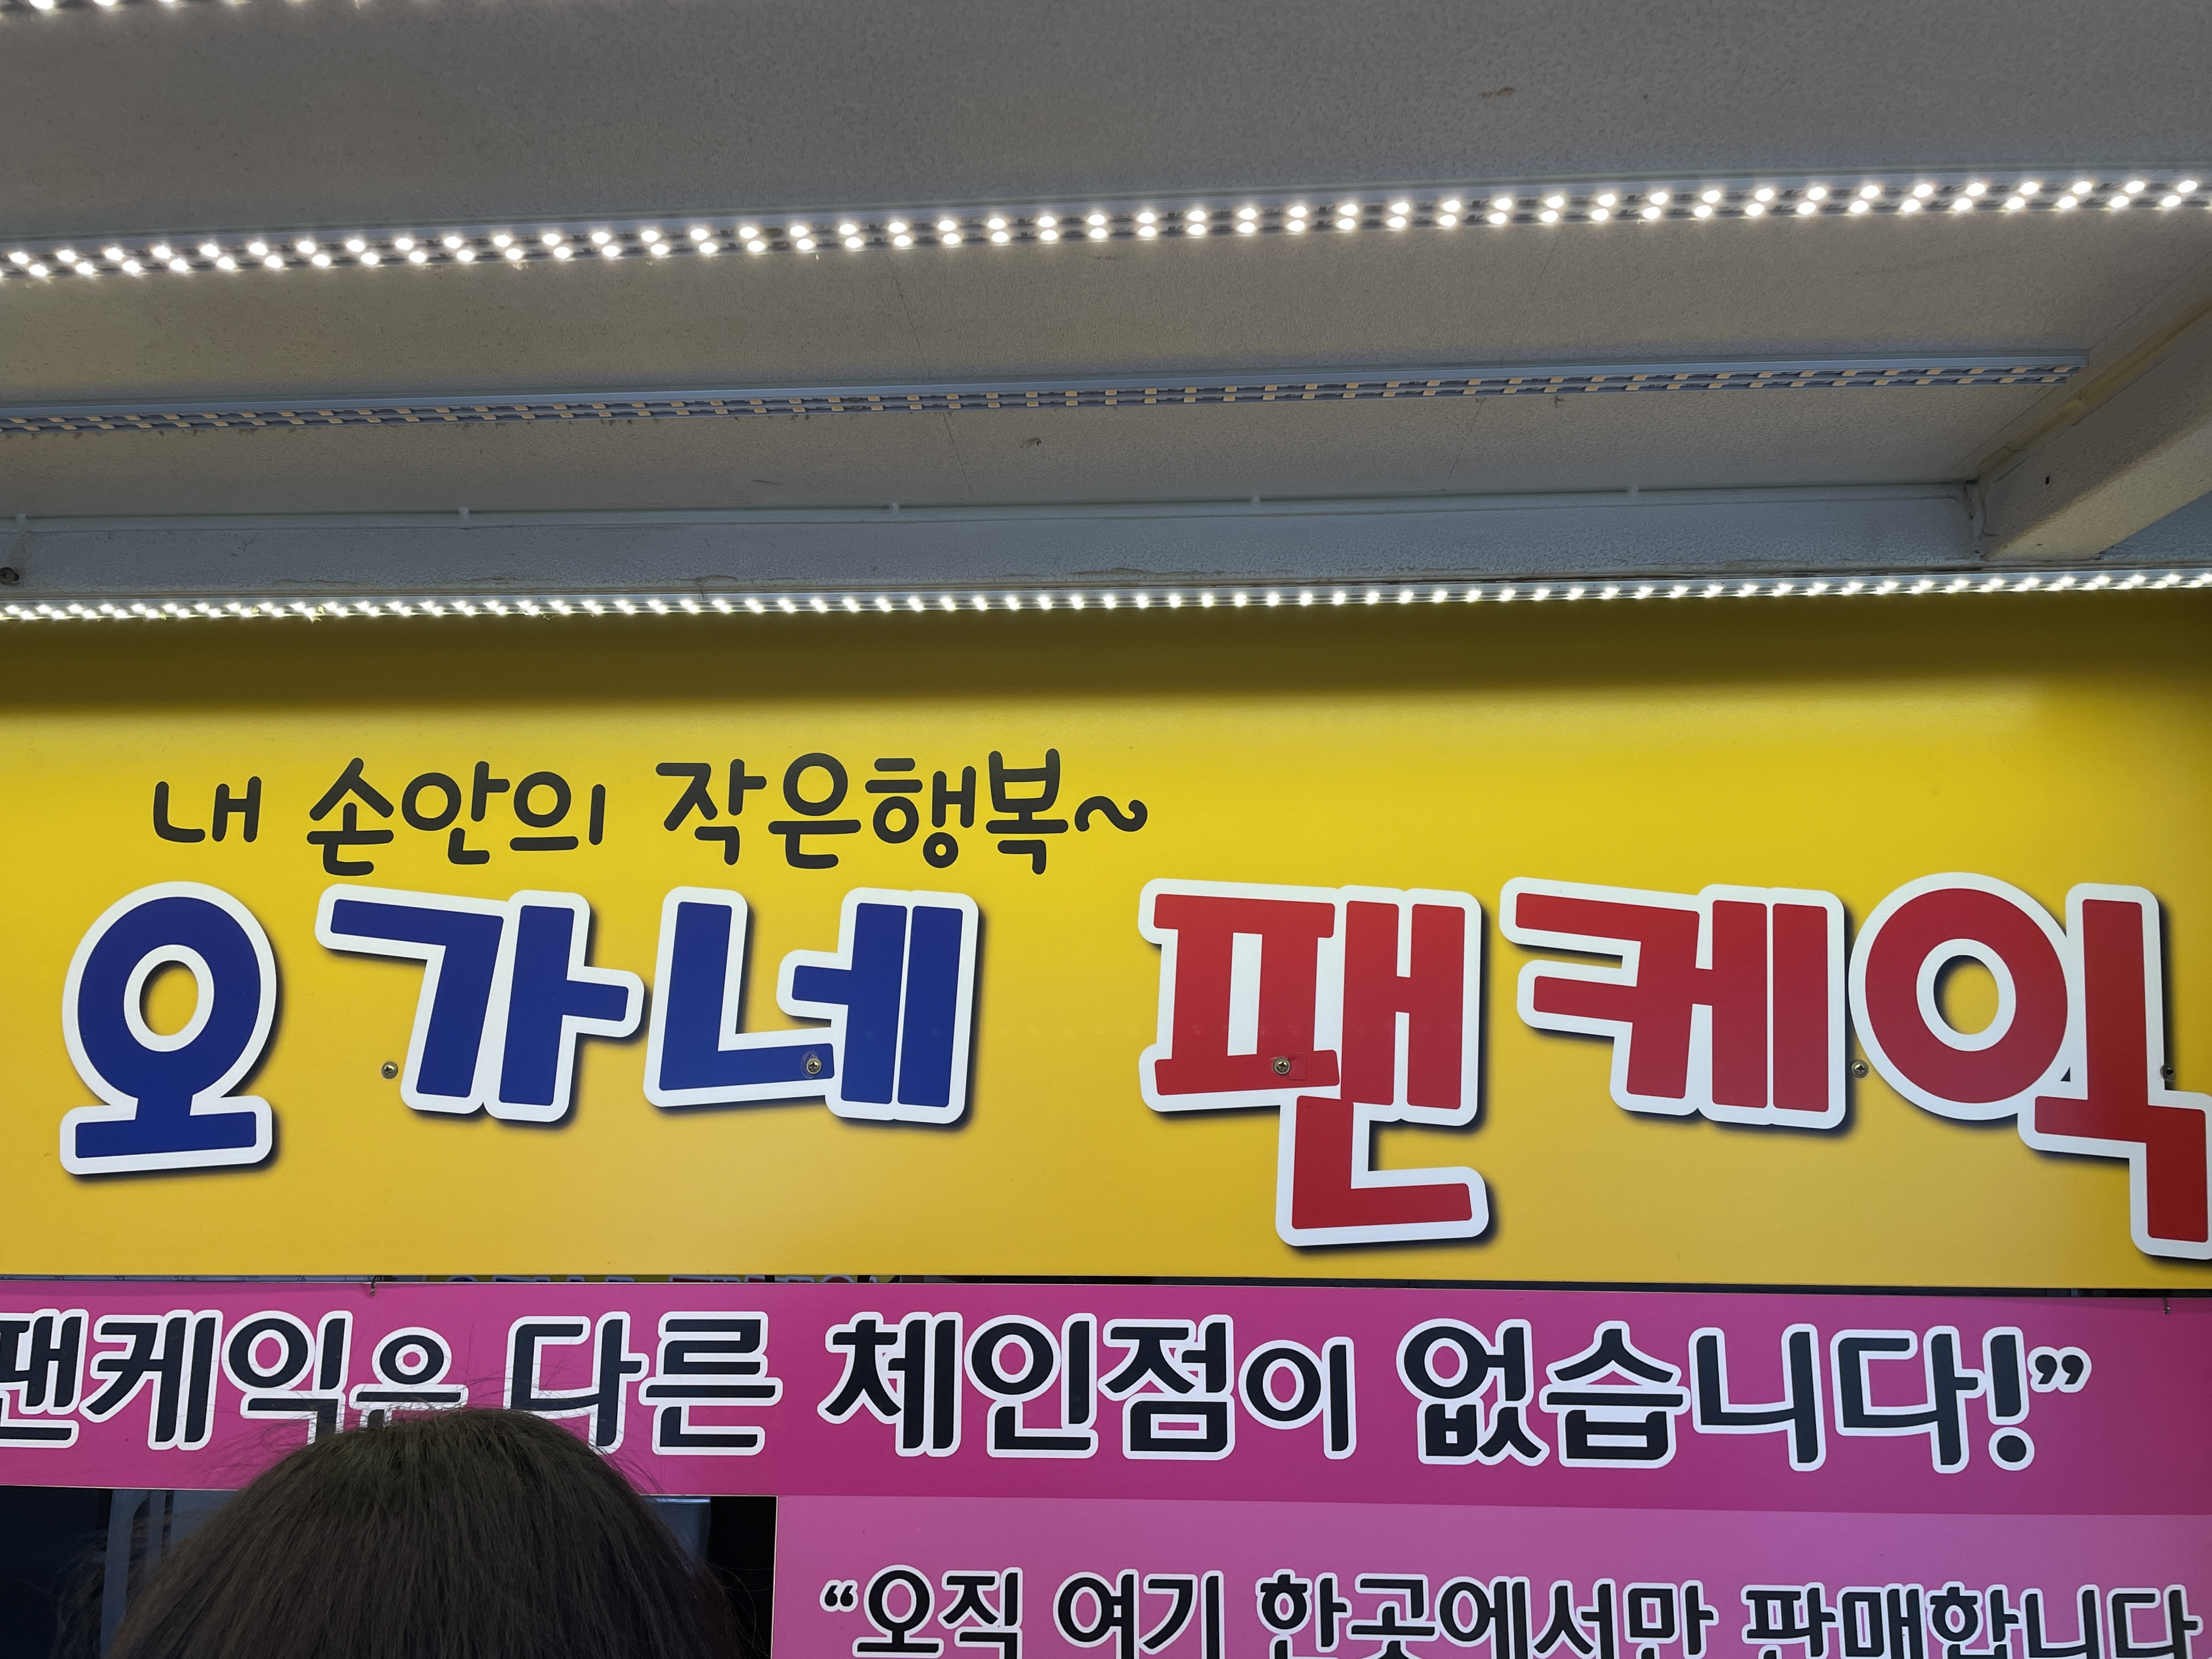 내 손안의 작은행복~
오가네 팬케익
팬케익은 다른 체인점이 없습니다!”
“오직 여기 한곳에서만 판매합니다